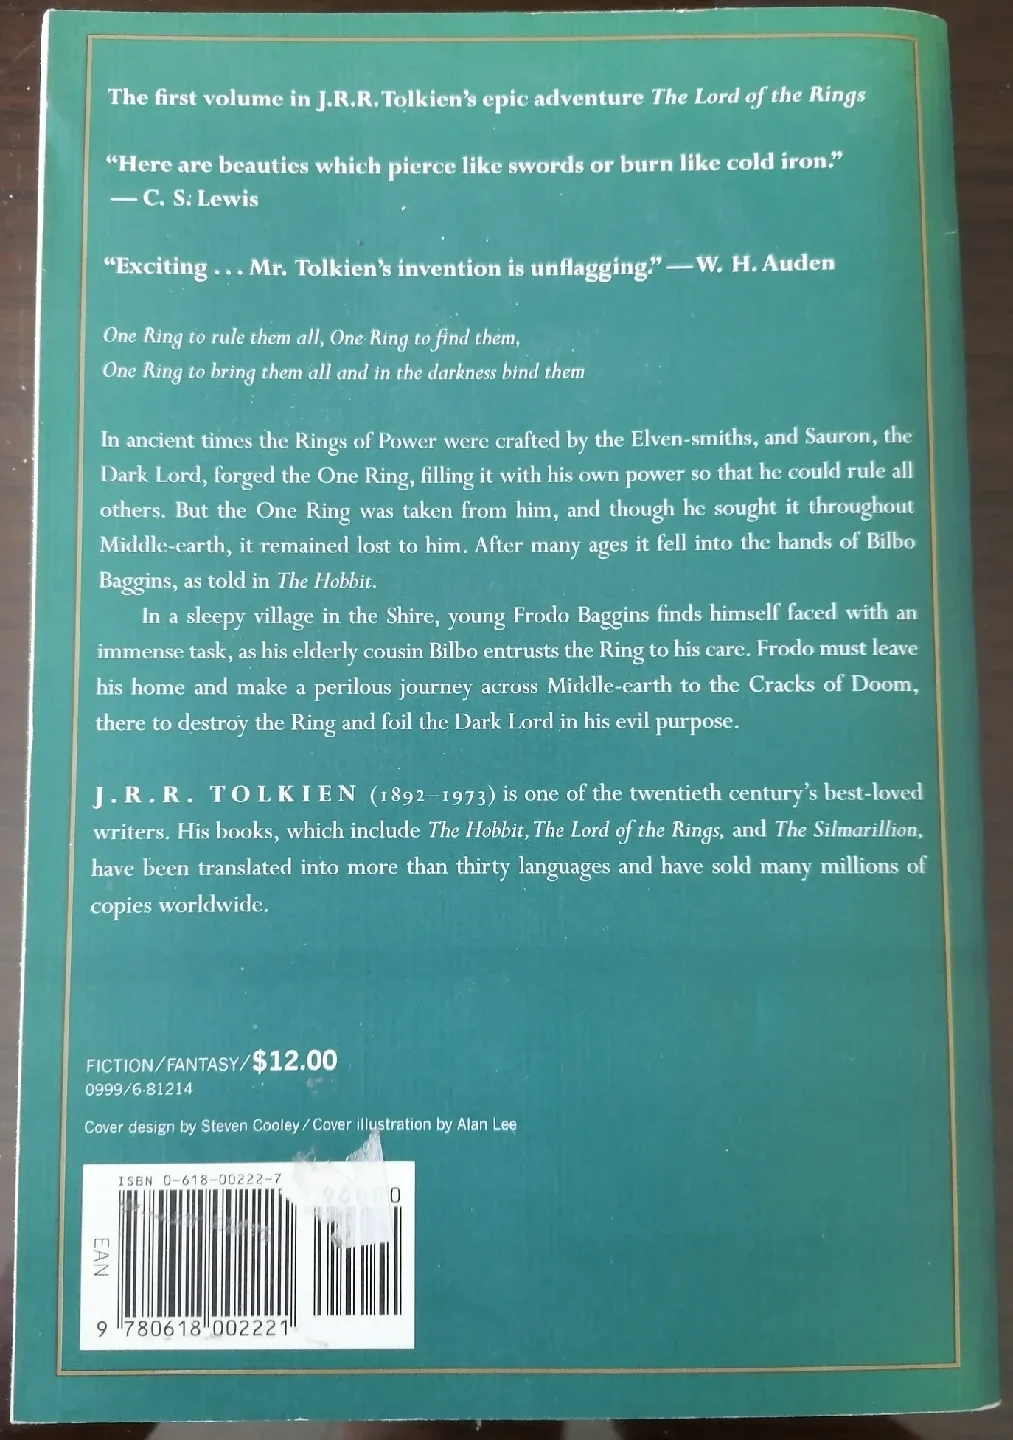 The first volume in J.R.R. Tolkien's epic adventure The Lord of the Rings
“Here are beauties which pierce like swords or burn like cold iron.”
— C. S. Lewis
“Exciting . . . Mr. Tolkien's invention is unflagging.” — W. H. Auden
One Ring to rule them all, One Ring to find them,
One Ring to bring them all and in the darkness bind them
In ancient times the Rings of Power were crafted by the Elven-smiths, and Sauron, the
Dark Lord, forged the One Ring, filling it with his own power so that he could rule all
others. But the One Ring was taken from him, and though he sought it throughout
Middle-earth, it remained lost to him. After many ages it fell into the hands of Bilbo
Baggins, as told in The Hobbit.
In a sleepy village in the Shire, young Frodo Baggins finds himself faced with an
immense task, as his elderly cousin Bilbo entrusts the Ring to his care. Frodo must leave
his home and make a perilous journey across Middle-earth to the Cracks of Doom,
there to destroy the Ring and foil the Dark Lord in his evil purpose.
J.R.R. TOLKIEN (1892–1973) is one of the twentieth century's best-loved
writers. His books, which include The Hobbit, The Lord of the Rings, and The Silmarillion,
have been translated into more than thirty languages and have sold many millions of
copies worldwide.
FICTION/FANTASY/$12.00
0999/6-81214
Cover design by Steven Cooley/Cover illustration by Alan Lee
ISBN 0-618-00222-7
EAN
9 780618 002221